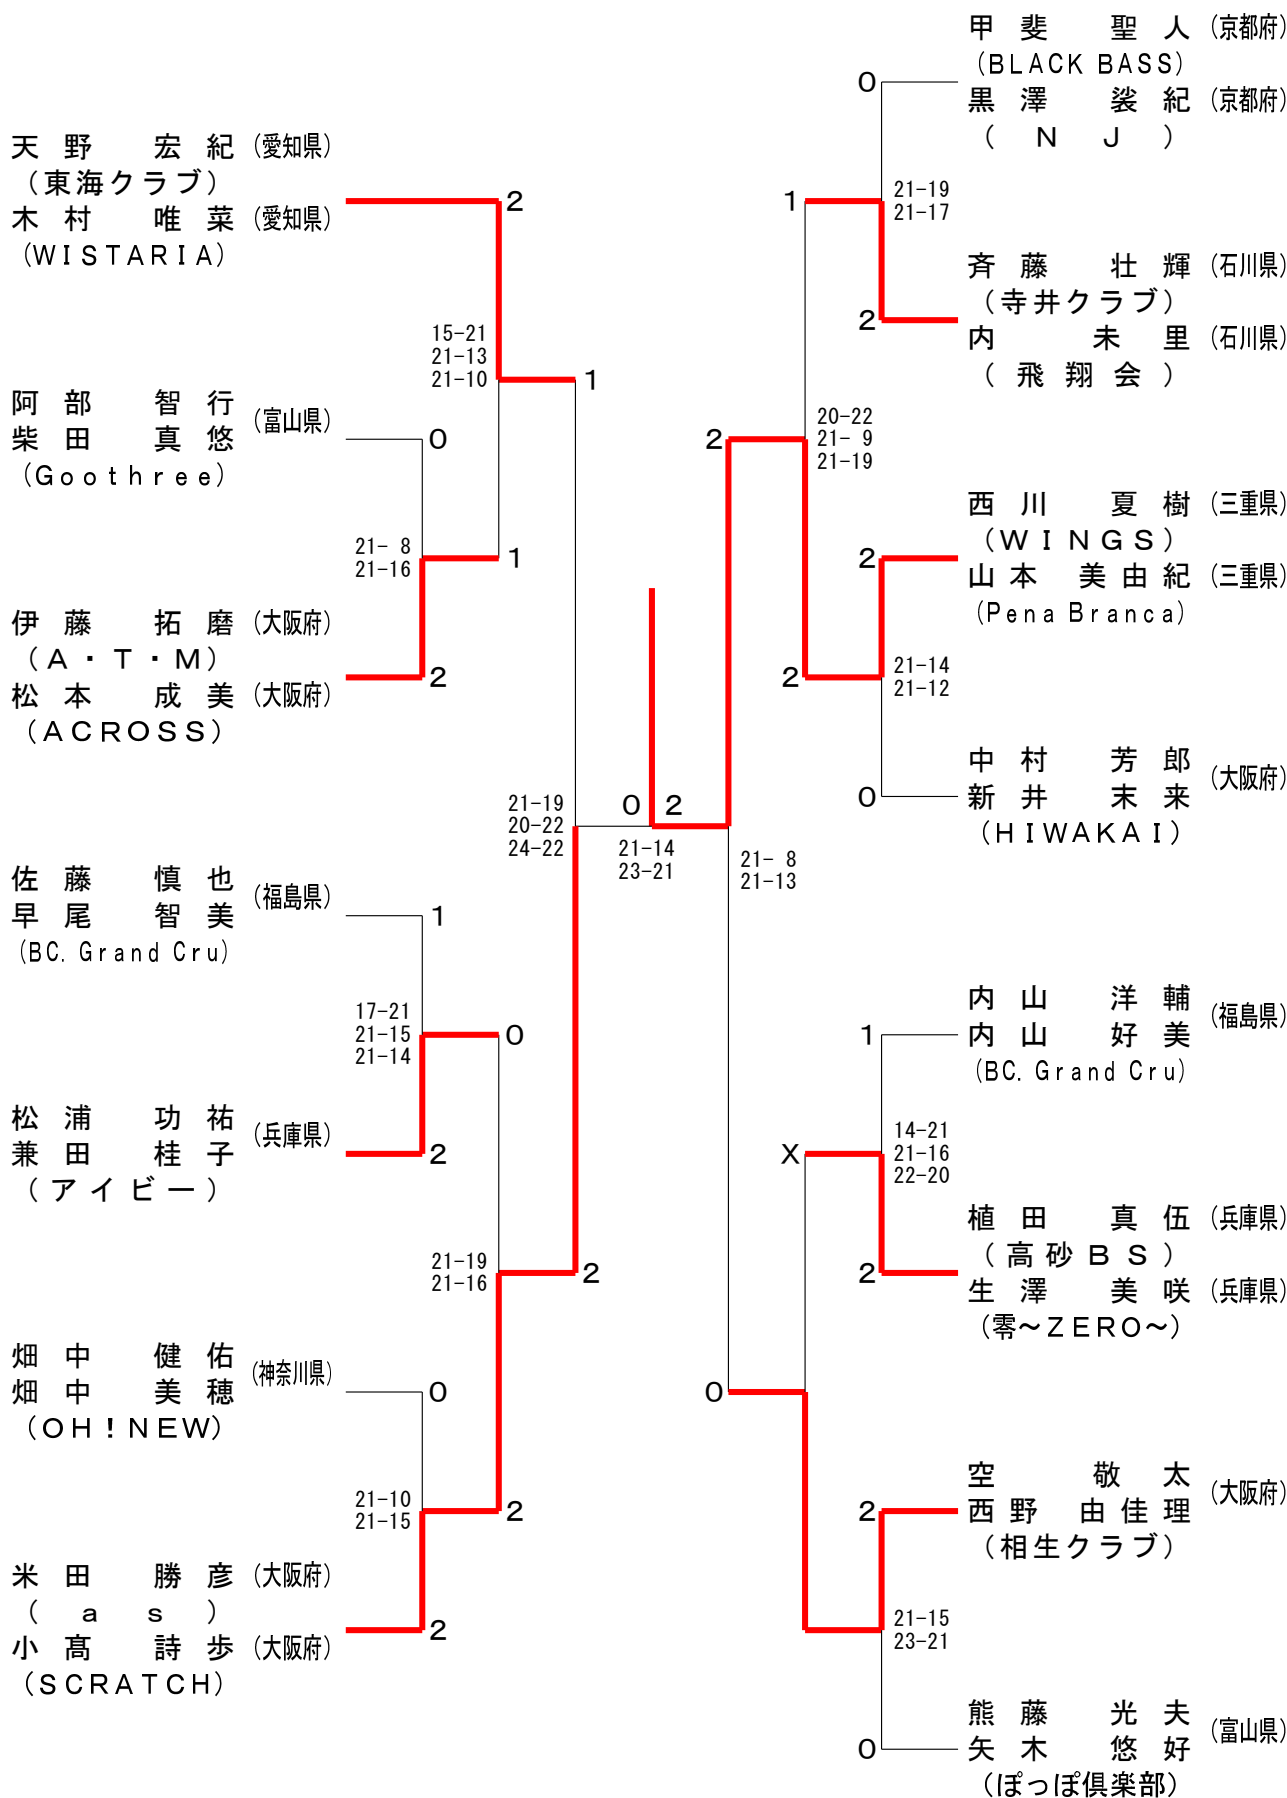 天野 宏紀 (愛知県)
(東海クラブ)
木村 唯菜 (愛知県)
(WISTARIA)
2
15-21
21-13
21-10
1
阿部 智行
柴田 真悠
(富山県)
(Goothree)
0
21- 8
21-16
1
伊藤 拓磨 (大阪府)
(A・T・M)
松本 成美 (大阪府)
(ACROSS)
2
21-19
20-22
24-22
佐藤 慎也
早尾 智美
(福島県)
(BC. Grand Cru)
1
17-21
21-15
21-14
0
松浦 功祐
兼田 桂子
(兵庫県)
(アイビー)
2
21-19
21-16
2
畑中 健佑
畑中 美穂
(神奈川県)
(OH!NEW)
0
21-10
21-15
2
米田 勝彦 (大阪府)
( a s )
小髙 詩歩 (大阪府)
(SCRATCH)
2
0 2
21-14
23-21
甲斐 聖人 (京都府)
(BLACK BASS)
黒澤 裟紀 (京都府)
( N J )
0
21-19
21-17
1
斉藤 壮輝 (石川県)
(寺井クラブ)
内 未里 (石川県)
(飛翔会)
2
20-22
21- 9
21-19
2
西川 夏樹 (三重県)
(WINGS)
山本 美由紀 (三重県)
(Pena Branca)
2
21-14
21-12
2
中村 芳郎
新井 末来
(大阪府)
(HIWAKAI)
0
21- 8
21-13
内山 洋輔
内山 好美
(福島県)
(BC. Grand Cru)
1
14-21
21-16
22-20
X
植田 真伍 (兵庫県)
(高砂BS)
生澤 美咲 (兵庫県)
(零～ZERO～)
2
0
空 敬太
西野 由佳理
(大阪府)
(相生クラブ)
2
21-15
23-21
熊藤 光夫
矢木 悠好
(富山県)
(ぽっぽ倶楽部)
0